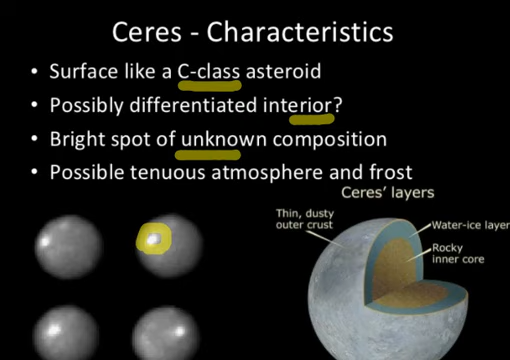 Ceres - Characteristics
• Surface like a C-class asteroid
• Possibly differentiated interior?
• Bright spot of unknown composition
• Possible tenuous atmosphere and frost
Ceres' layers
Thin, dusty
outer crust
Water-ice layer
Rocky
inner core